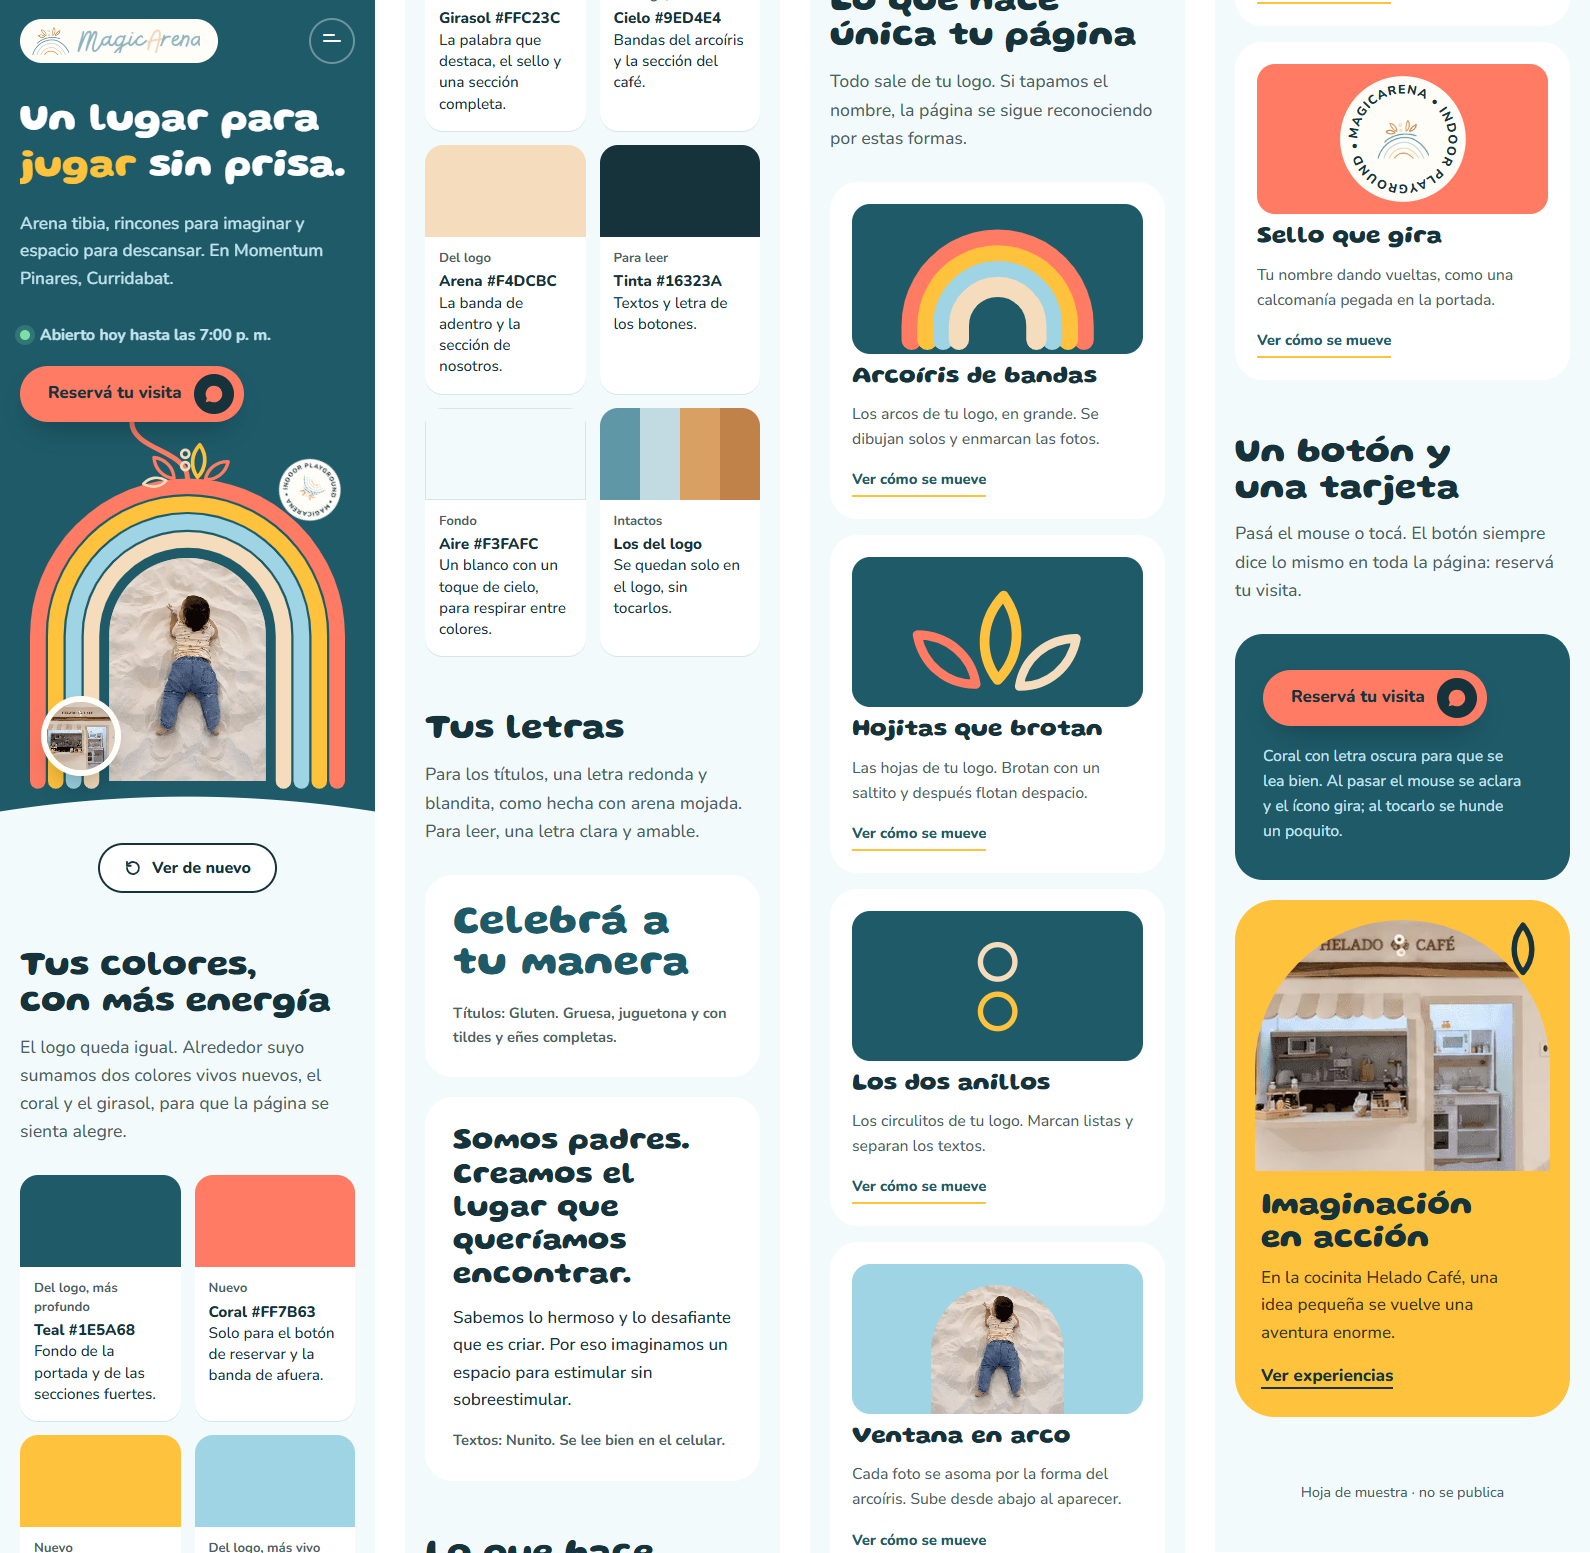 MagicArena
Un lugar para
jugar sin prisa.
Arena tibia, rincones para imaginar y
espacio para descansar. En Momentum
Pinares, Curridabat.
Abierto hoy hasta las 7:00 p. m.
Reservá tu visita
INDOOR PLAYGROUND • MAGICARENA •
Ver de nuevo
Tus colores,
con más energía
El logo queda igual. Alrededor suyo
sumamos dos colores vivos nuevos, el
coral y el girasol, para que la página se
sienta alegre.
Del logo, más
profundo
Teal #1E5A68
Fondo de la
portada y de las
secciones fuertes.
Nuevo
Coral #FF7B63
Solo para el botón
de reservar y la
banda de afuera.
Nuevo
Del logo, más vivo
Girasol #FFC23C
La palabra que
destaca, el sello y
una sección
completa.
Cielo #9ED4E4
Bandas del arcoíris
y la sección del
café.
Del logo
Arena #F4DCBC
La banda de
adentro y la
sección de
nosotros.
Para leer
Tinta #16323A
Textos y letra de
los botones.
Fondo
Aire #F3FAFC
Un blanco con un
toque de cielo,
para respirar entre
colores.
Intactos
Los del logo
Se quedan solo en
el logo, sin
tocarlos.
Tus letras
Para los títulos, una letra redonda y
blandita, como hecha con arena mojada.
Para leer, una letra clara y amable.
Celebrá a
tu manera
Títulos: Gluten. Gruesa, juguetona y con
tildes y eñes completas.
Somos padres.
Creamos el
lugar que
queríamos
encontrar.
Sabemos lo hermoso y lo desafiante
que es criar. Por eso imaginamos un
espacio para estimular sin
sobreestimular.
Textos: Nunito. Se lee bien en el celular.
Lo que hace
Lo que hace
única tu página
Todo sale de tu logo. Si tapamos el
nombre, la página se sigue reconociendo
por estas formas.
Arcoíris de bandas
Los arcos de tu logo, en grande. Se
dibujan solos y enmarcan las fotos.
Ver cómo se mueve
Hojitas que brotan
Las hojas de tu logo. Brotan con un
saltito y después flotan despacio.
Ver cómo se mueve
Los dos anillos
Los circulitos de tu logo. Marcan listas y
separan los textos.
Ver cómo se mueve
Ventana en arco
Cada foto se asoma por la forma del
arcoíris. Sube desde abajo al aparecer.
Ver cómo se mueve
MAGICARENA • INDOOR PLAYGROUND •
Sello que gira
Tu nombre dando vueltas, como una
calcomanía pegada en la portada.
Ver cómo se mueve
Un botón y
una tarjeta
Pasá el mouse o tocá. El botón siempre
dice lo mismo en toda la página: reservá
tu visita.
Reservá tu visita
Coral con letra oscura para que se
lea bien. Al pasar el mouse se aclara
y el ícono gira; al tocarlo se hunde
un poquito.
HELADO CAFÉ
Imaginación
en acción
En la cocinita Helado Café, una
idea pequeña se vuelve una
aventura enorme.
Ver experiencias
Hoja de muestra · no se publica